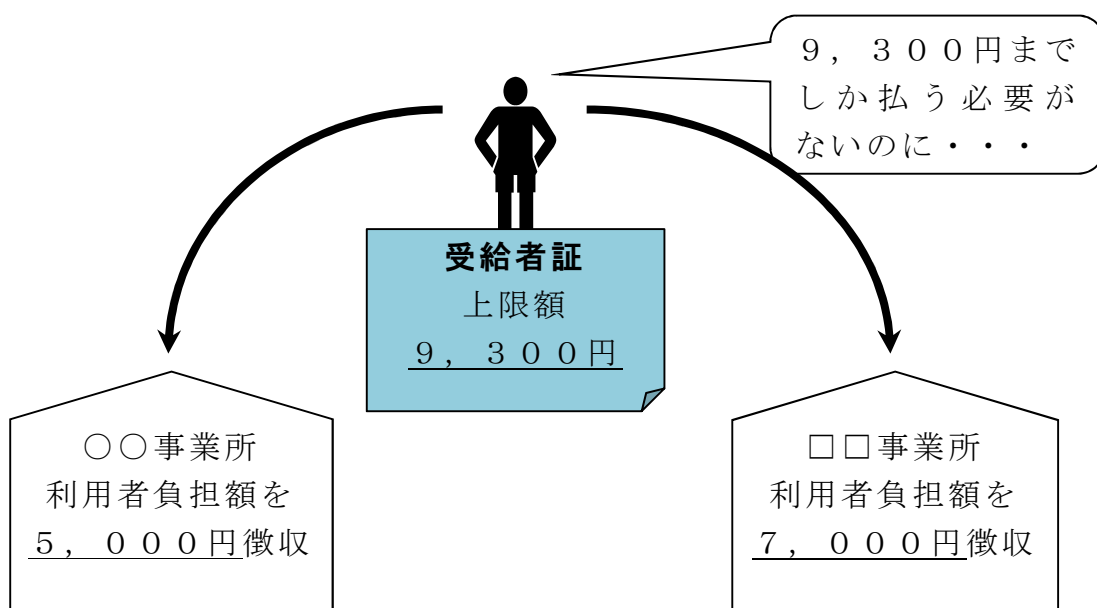 ９，３００円まで
しか払う必要が
ないのに・・・
受給者証
上限額
９，３００円
○○事業所
利用者負担額を
５，０００円徴収
□□事業所
利用者負担額を
７，０００円徴収